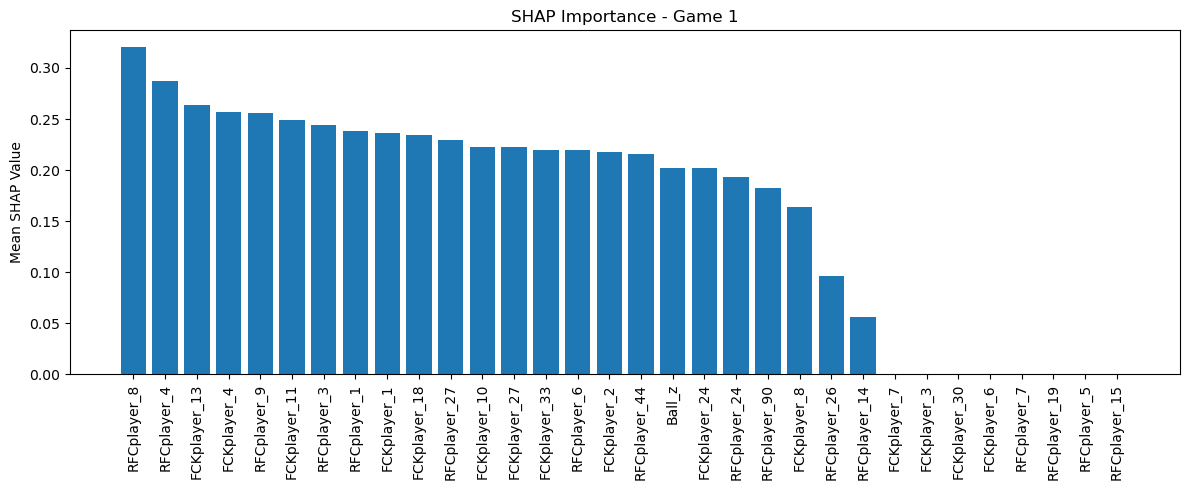 SHAP Importance - Game 1
Mean SHAP Value
0.30
0.25
0.20
0.15
0.10
0.05
0.00
RFCplayer_8
RFCplayer_4
FCKplayer_13
FCKplayer_4
RFCplayer_9
FCKplayer_11
RFCplayer_3
RFCplayer_1
FCKplayer_1
FCKplayer_18
RFCplayer_27
FCKplayer_10
FCKplayer_27
FCKplayer_33
RFCplayer_6
FCKplayer_2
RFCplayer_44
Ball_z
FCKplayer_24
RFCplayer_24
RFCplayer_90
FCKplayer_8
RFCplayer_26
RFCplayer_14
FCKplayer_7
FCKplayer_3
FCKplayer_30
FCKplayer_6
RFCplayer_7
RFCplayer_19
RFCplayer_5
RFCplayer_15